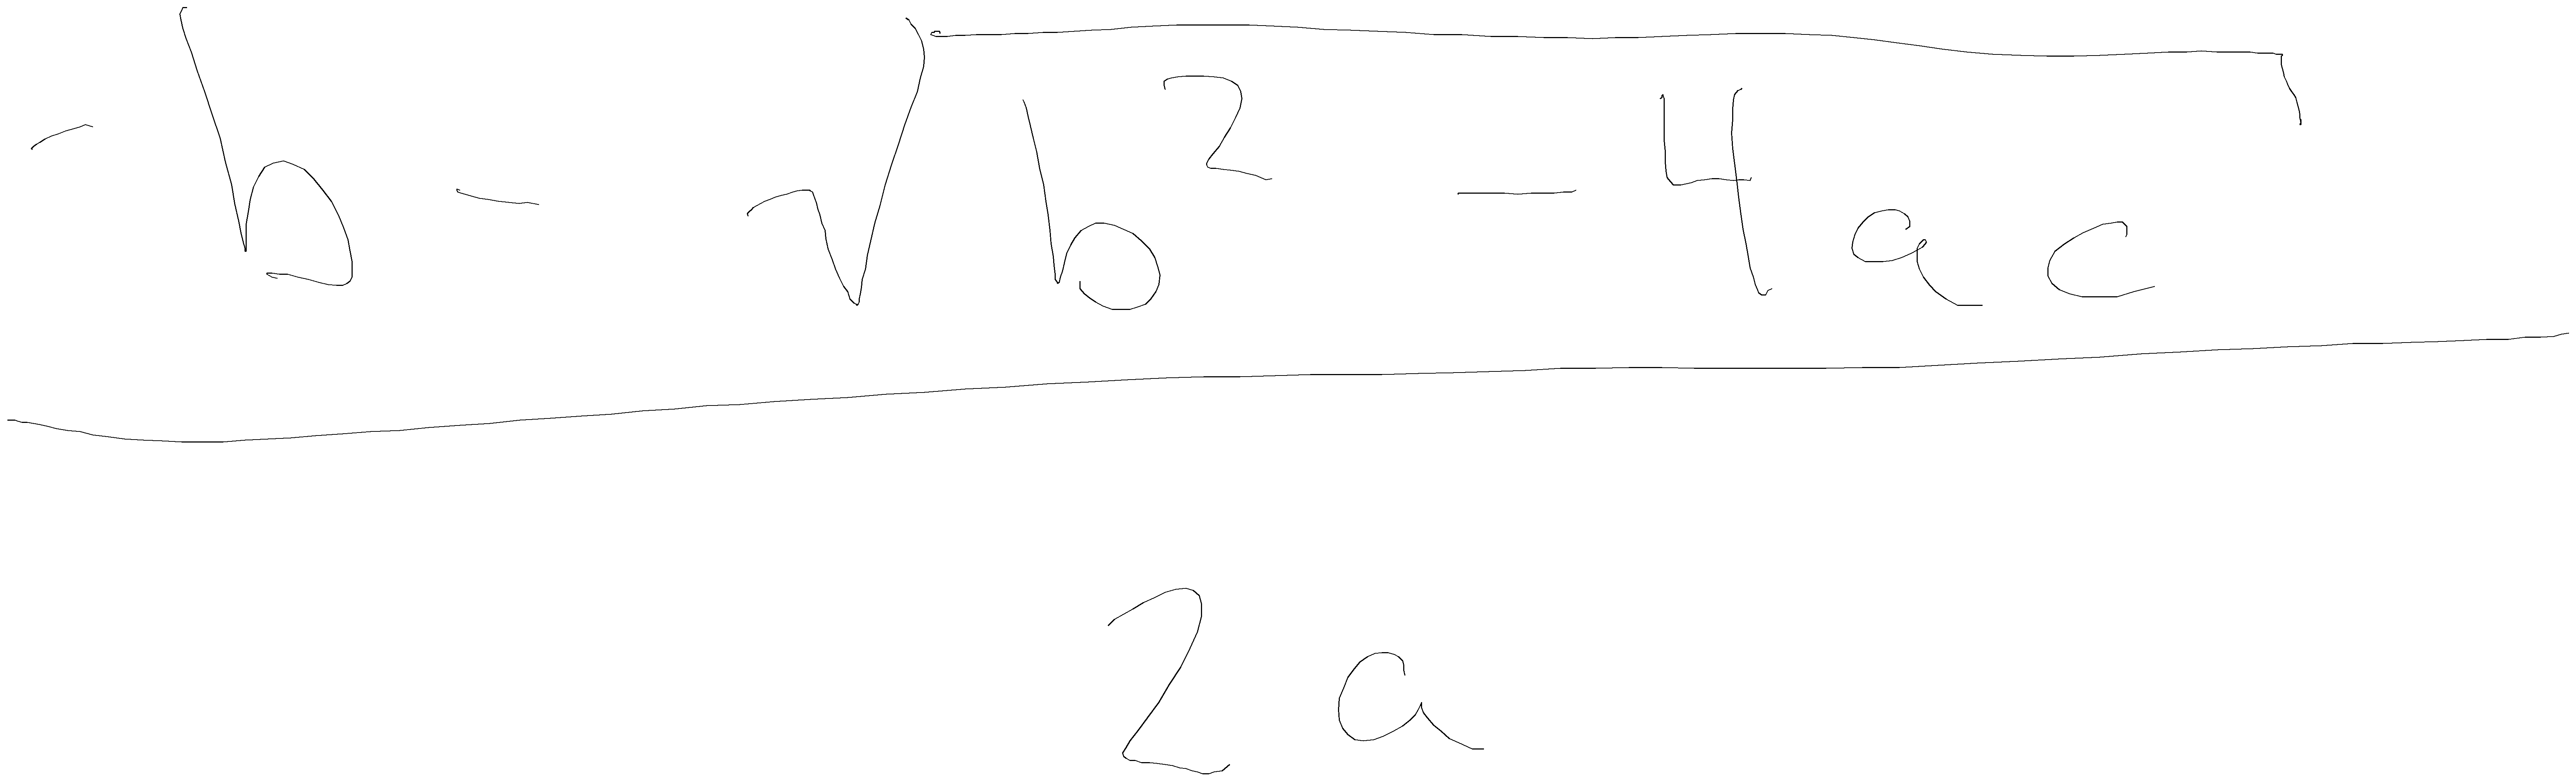 -b - √(b² - 4ac)
2a